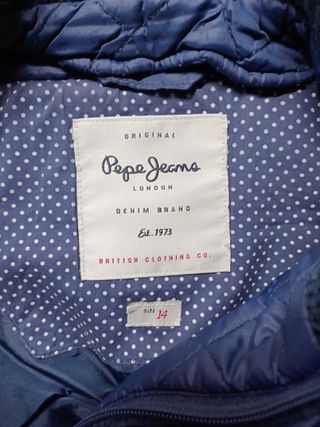 ORIGINAL
Pepe Jeans
LONDON
DENIM BRAND
Est. 1973
BRITISH CLOTHING CO.
SIZE 14